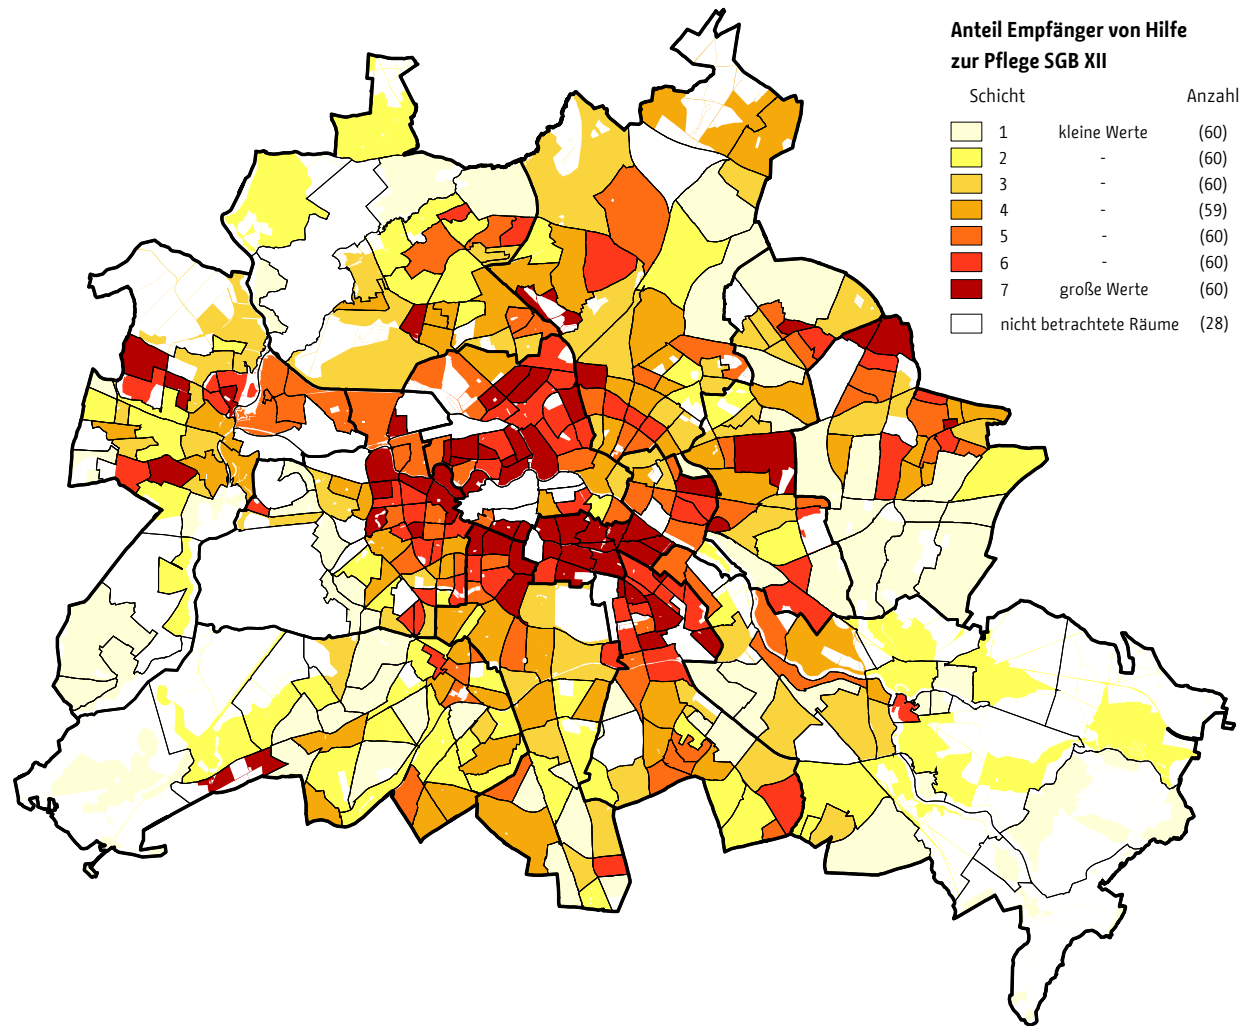 Anteil Empfänger von Hilfe
zur Pflege SGB XII
Schicht Anzahl
1 kleine Werte (60)
2 - (60)
3 - (60)
4 - (59)
5 - (60)
6 - (60)
7 große Werte (60)
nicht betrachtete Räume (28)